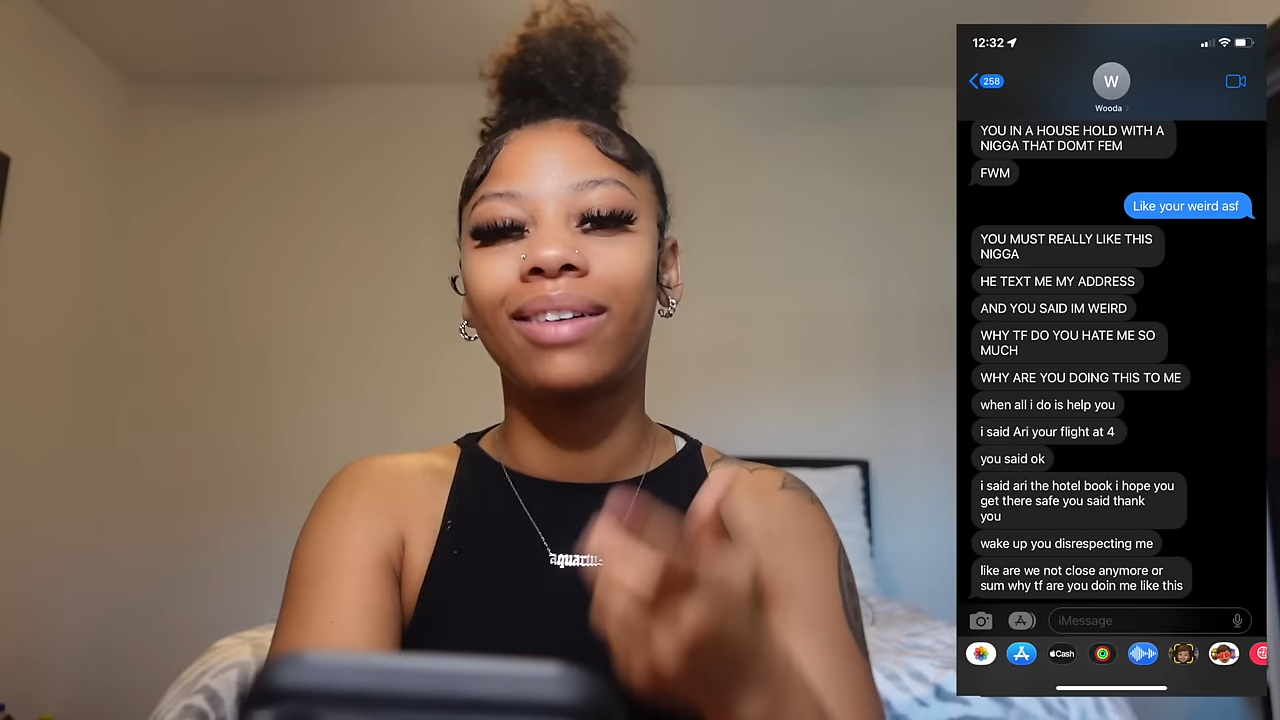 12:32
258
W
Wooda
YOU IN A HOUSE HOLD WITH A
NIGGA THAT DOMT FEM
FWM
Like your weird asf
YOU MUST REALLY LIKE THIS
NIGGA
HE TEXT ME MY ADDRESS
AND YOU SAID IM WEIRD
WHY TF DO YOU HATE ME SO
MUCH
WHY ARE YOU DOING THIS TO ME
when all i do is help you
i said Ari your flight at 4
you said ok
i said ari the hotel book i hope you
get there safe you said thank
you
wake up you disrespecting me
like are we not close anymore or
sum why tf are you doin me like this
iMessage
Cash
aquarius